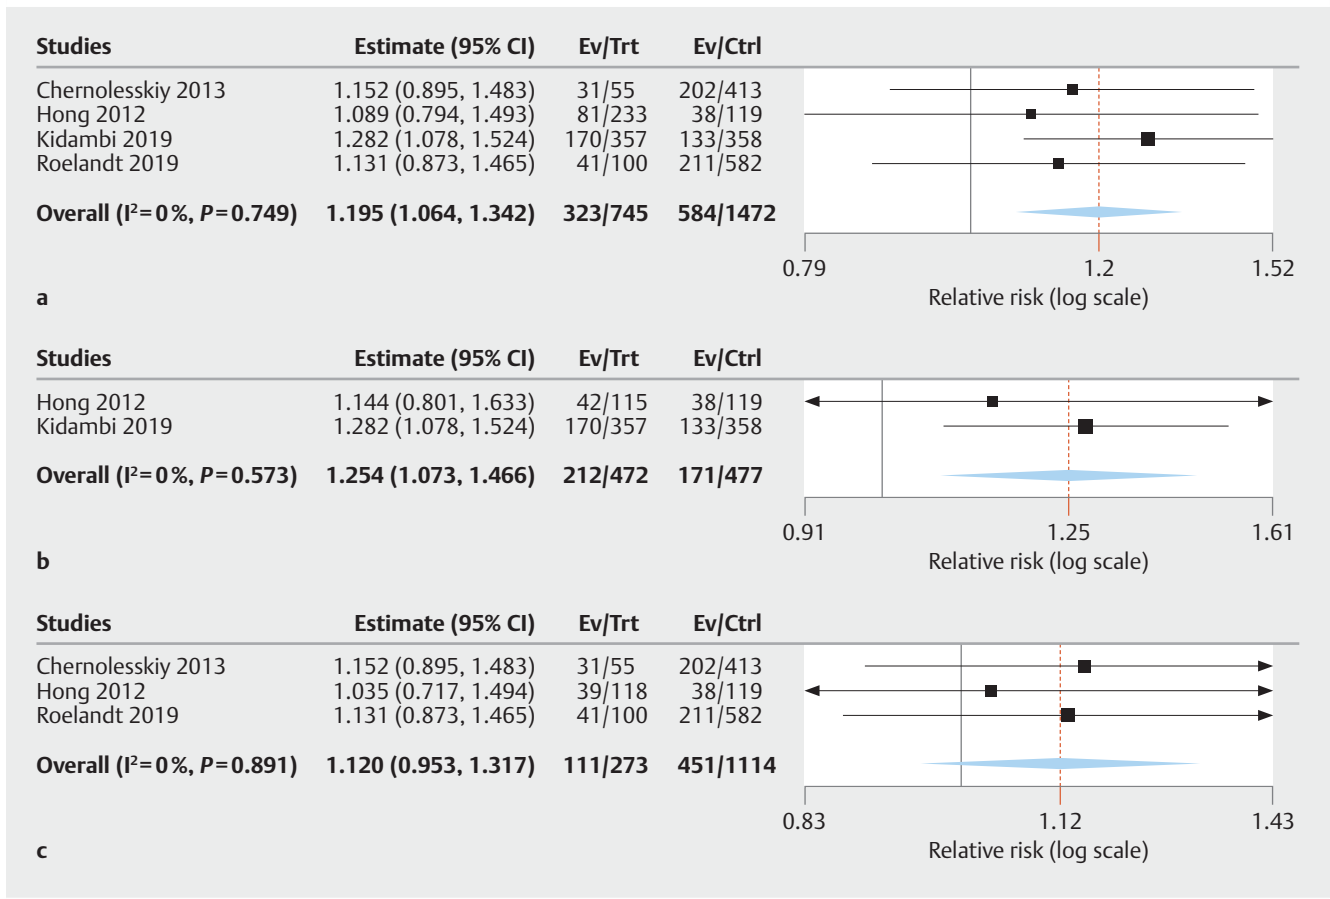 Studies Estimate (95% CI) Ev/Trt Ev/Ctrl
Chernolesskiy 2013 1.152 (0.895, 1.483) 31/55 202/413
Hong 2012 1.089 (0.794, 1.493) 81/233 38/119
Kidambi 2019 1.282 (1.078, 1.524) 170/357 133/358
Roelandt 2019 1.131 (0.873, 1.465) 41/100 211/582
Overall (I²=0%, P=0.749) 1.195 (1.064, 1.342) 323/745 584/1472
0.79 1.2 1.52
Relative risk (log scale)
a
Studies Estimate (95% CI) Ev/Trt Ev/Ctrl
Hong 2012 1.144 (0.801, 1.633) 42/115 38/119
Kidambi 2019 1.282 (1.078, 1.524) 170/357 133/358
Overall (I²=0%, P=0.573) 1.254 (1.073, 1.466) 212/472 171/477
0.91 1.25 1.61
Relative risk (log scale)
b
Studies Estimate (95% CI) Ev/Trt Ev/Ctrl
Chernolesskiy 2013 1.152 (0.895, 1.483) 31/55 202/413
Hong 2012 1.035 (0.717, 1.494) 39/118 38/119
Roelandt 2019 1.131 (0.873, 1.465) 41/100 211/582
Overall (I²=0%, P=0.891) 1.120 (0.953, 1.317) 111/273 451/1114
0.83 1.12 1.43
Relative risk (log scale)
c